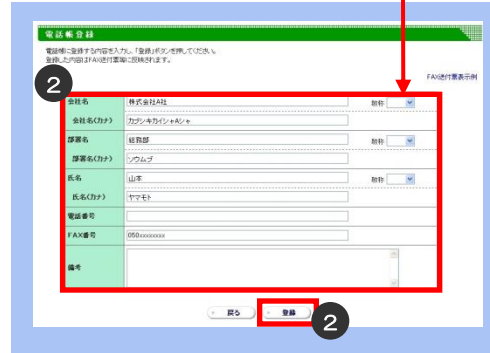 電話帳登録
電話帳に登録する内容を入力し、「登録」ボタンを押してください。
登録した内容はFAX送付票等に反映されます。
FAX送付票表示例
2
会社名 株式会社A社 敬称
会社名(カナ) カブシキカイシャAシャ
部署名 総務部 敬称
部署名(カナ) ソウムブ
氏名 山本 敬称
氏名(カナ) ヤマモト
電話番号
FAX番号 050xxxxxxxx
備考
戻る 登録
2